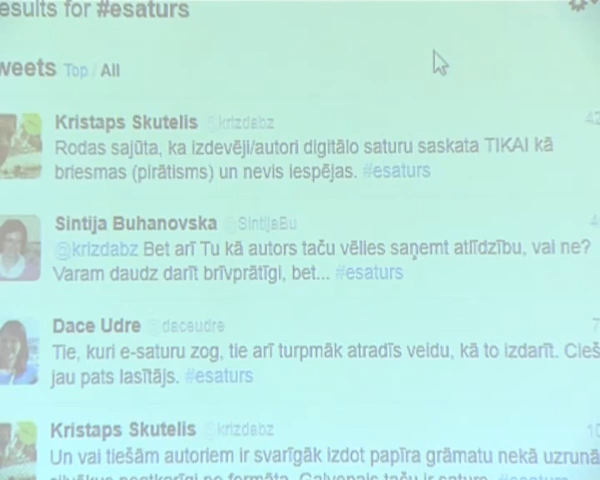 esults for #esaturs
weets Top / All
Kristaps Skutelis @krizdabz
Rodas sajūta, ka izdevēji/autori digitālo saturu saskata TIKAI kā
briesmas (pirātisms) un nevis iespējas. #esaturs
Sintija Buhanovska @SintijaBu
@krizdabz Bet arī Tu kā autors taču vēlies saņemt atlīdzību, vai ne?
Varam daudz darīt brīvprātīgi, bet... #esaturs
Dace Udre @daceudre
Tie, kuri e-saturu zog, tie arī turpmāk atradīs veidu, kā to izdarīt. Cieš
jau pats lasītājs. #esaturs
Kristaps Skutelis @krizdabz
Un vai tiešām autoriem ir svarīgāk izdot papīra grāmatu nekā uzrunā